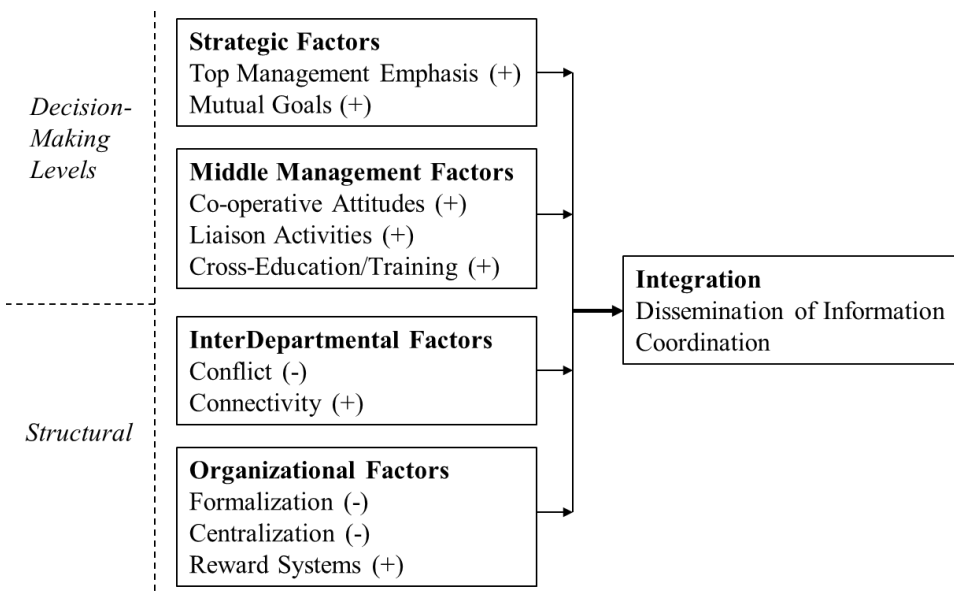 Decision-
Making
Levels
Strategic Factors
Top Management Emphasis (+)
Mutual Goals (+)
Middle Management Factors
Co-operative Attitudes (+)
Liaison Activities (+)
Cross-Education/Training (+)
Structural
InterDepartmental Factors
Conflict (-)
Connectivity (+)
Organizational Factors
Formalization (-)
Centralization (-)
Reward Systems (+)
Integration
Dissemination of Information
Coordination